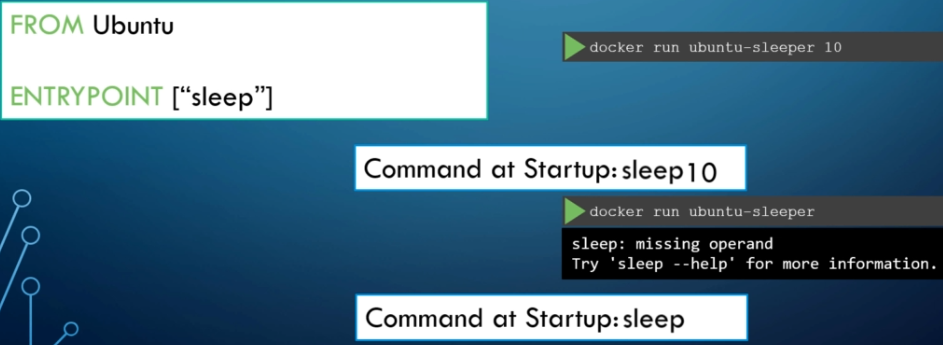 FROM Ubuntu
docker run ubuntu-sleeper 10
ENTRYPOINT [“sleep”]
Command at Startup: sleep10
docker run ubuntu-sleeper
sleep: missing operand
Try 'sleep --help' for more information.
Command at Startup: sleep